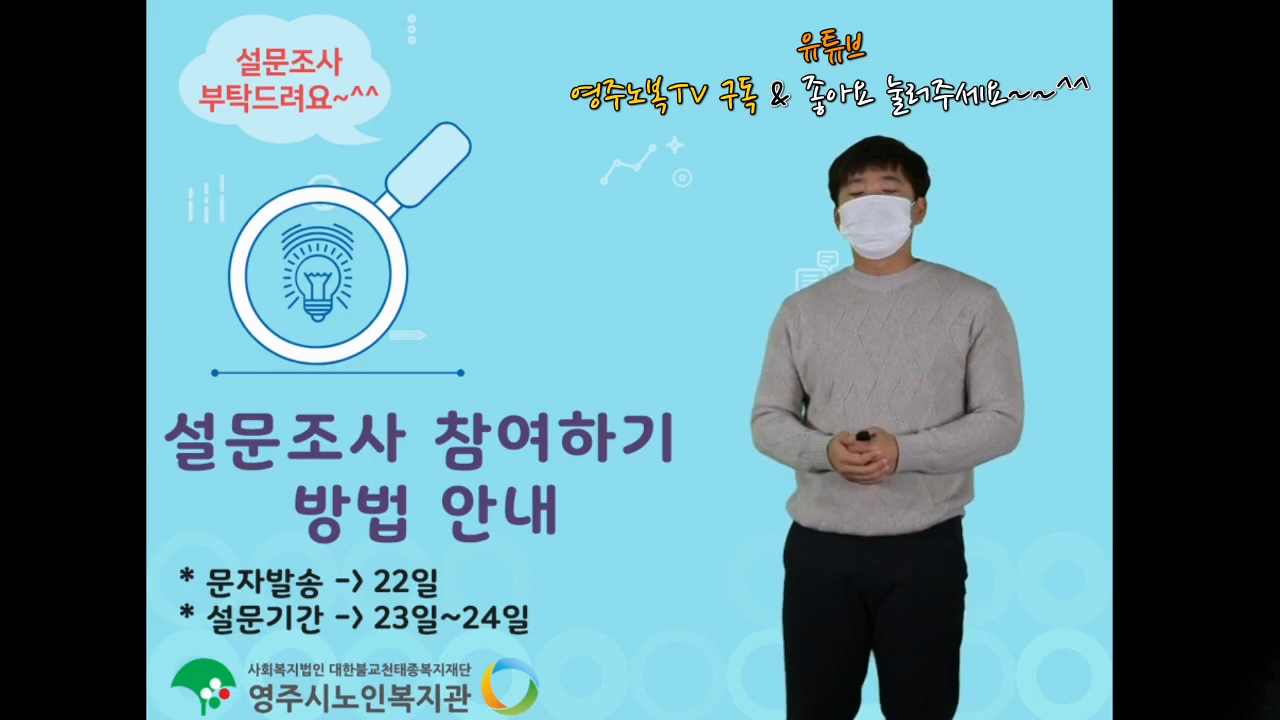 설문조사
부탁드려요~^^
유튜브
영주노복TV 구독 & 좋아요 눌러주세요~~^^
설문조사 참여하기
방법 안내
* 문자발송 -> 22일
* 설문기간 -> 23일~24일
사회복지법인 대한불교천태종복지재단
영주시노인복지관